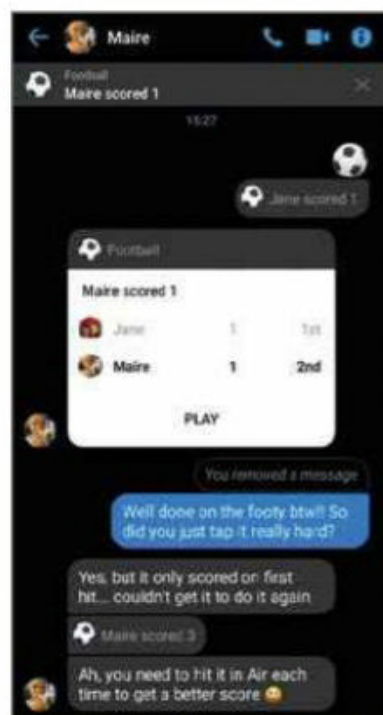 Maire
Football
Maire scored 1
15:27
Jane scored 1
Football
Maire scored 1
Jane 1 1st
Maire 1 2nd
PLAY
You removed a message
Well done on the footy btw!! So
did you just tap it really hard?
Yes, but it only scored on first
hit... couldn't get it to do it again
Maire scored 3
Ah, you need to hit it in Air each
time to get a better score